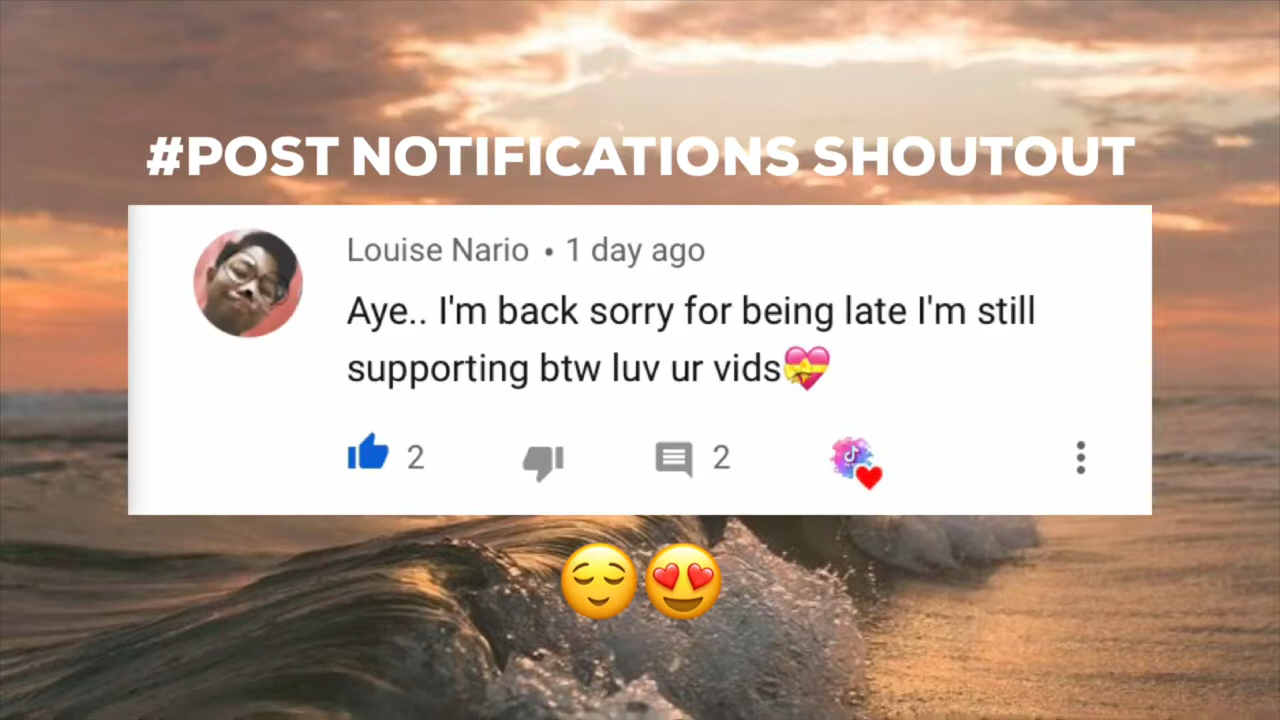 #POST NOTIFICATIONS SHOUTOUT
Louise Nario • 1 day ago
Aye.. I'm back sorry for being late I'm still
supporting btw luv ur vids💝
2
2